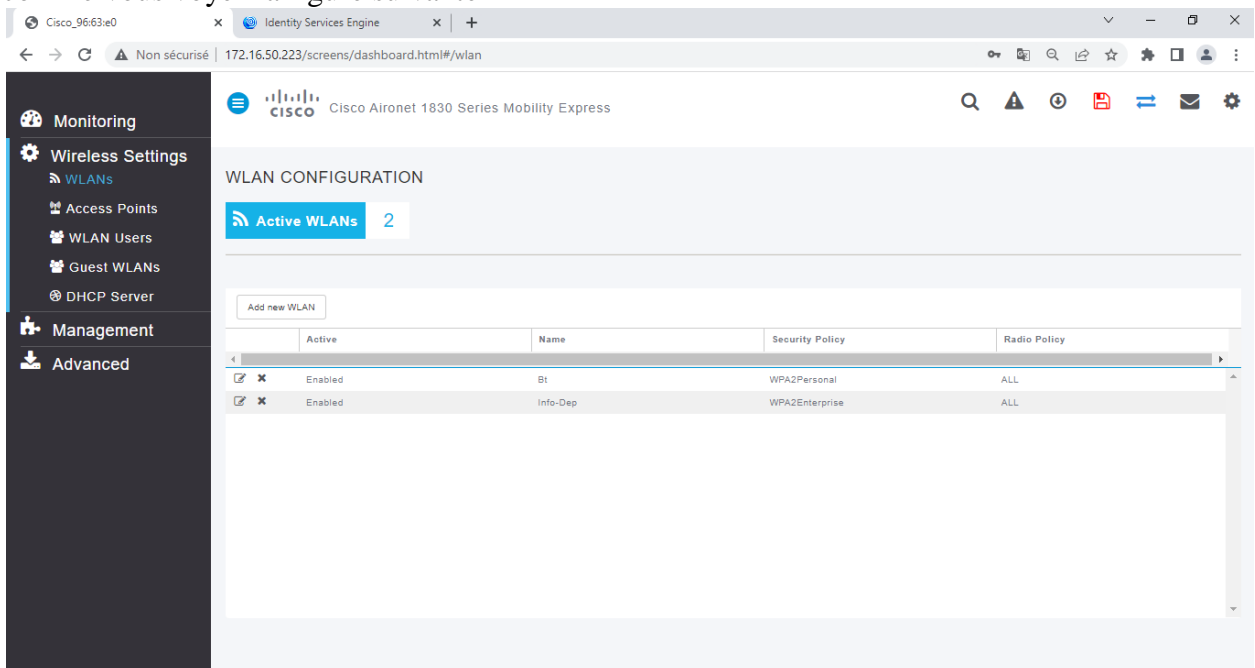 Cisco_96:63:e0
Identity Services Engine
Non sécurisé
172.16.50.223/screens/dashboard.html#/wlan
CISCO Cisco Aironet 1830 Series Mobility Express
Monitoring
Wireless Settings
WLANs
Access Points
WLAN Users
Guest WLANs
DHCP Server
Management
Advanced
WLAN CONFIGURATION
Active WLANs 2
Add new WLAN
Active Name Security Policy Radio Policy
Enabled Bt WPA2Personal ALL
Enabled Info-Dep WPA2Enterprise ALL